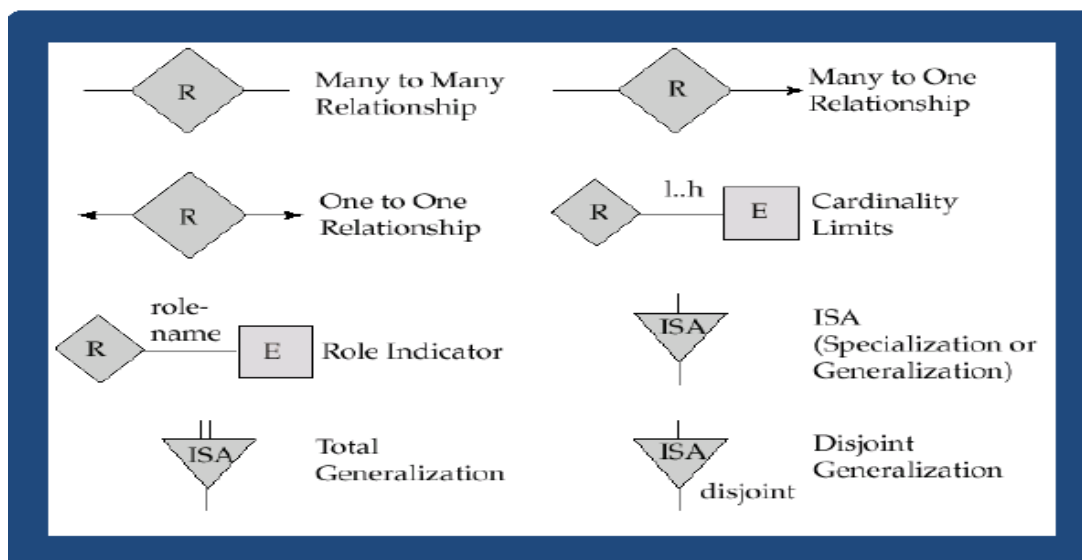 R
Many to Many
Relationship
R
Many to One
Relationship
R
One to One
Relationship
R
l..h
E
Cardinality
Limits
R
role-
name
E
Role Indicator
ISA
ISA
(Specialization or
Generalization)
ISA
Total
Generalization
ISA
disjoint
Disjoint
Generalization